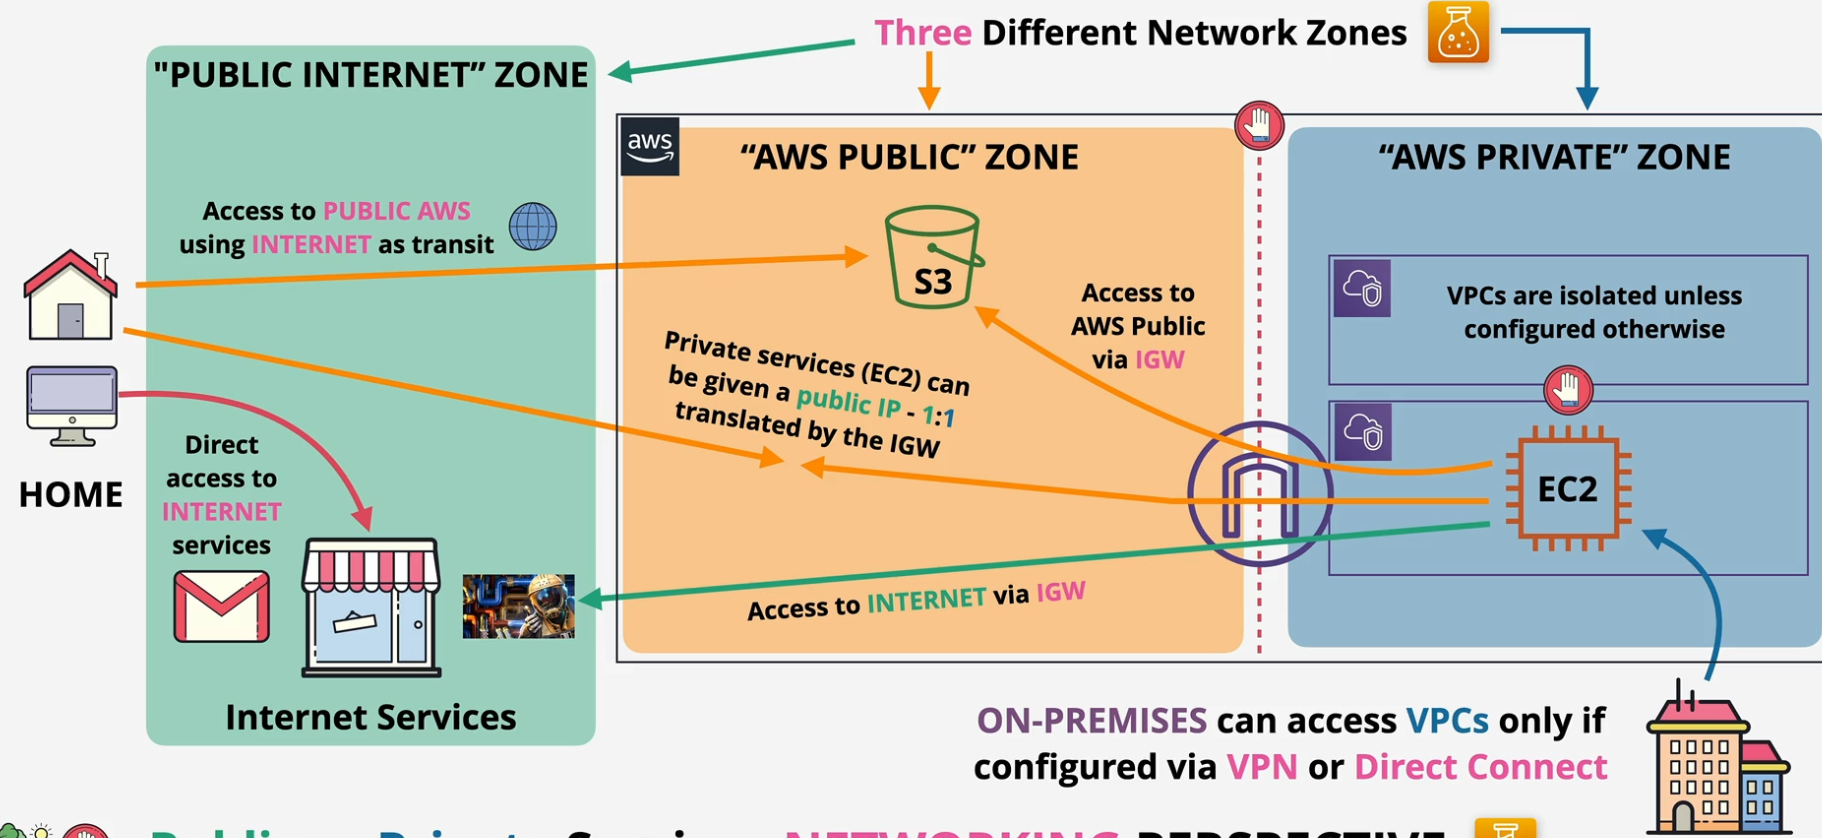 Three Different Network Zones
"PUBLIC INTERNET” ZONE
aws
“AWS PUBLIC” ZONE
“AWS PRIVATE” ZONE
Access to PUBLIC AWS
using INTERNET as transit
S3
Access to
AWS Public
via IGW
VPCs are isolated unless
configured otherwise
Private services (EC2) can
be given a public IP - 1:1
translated by the IGW
HOME
Direct
access to
INTERNET
services
EC2
Access to INTERNET via IGW
Internet Services
ON-PREMISES can access VPCs only if
configured via VPN or Direct Connect
NETWORKING PERSPECTIVE